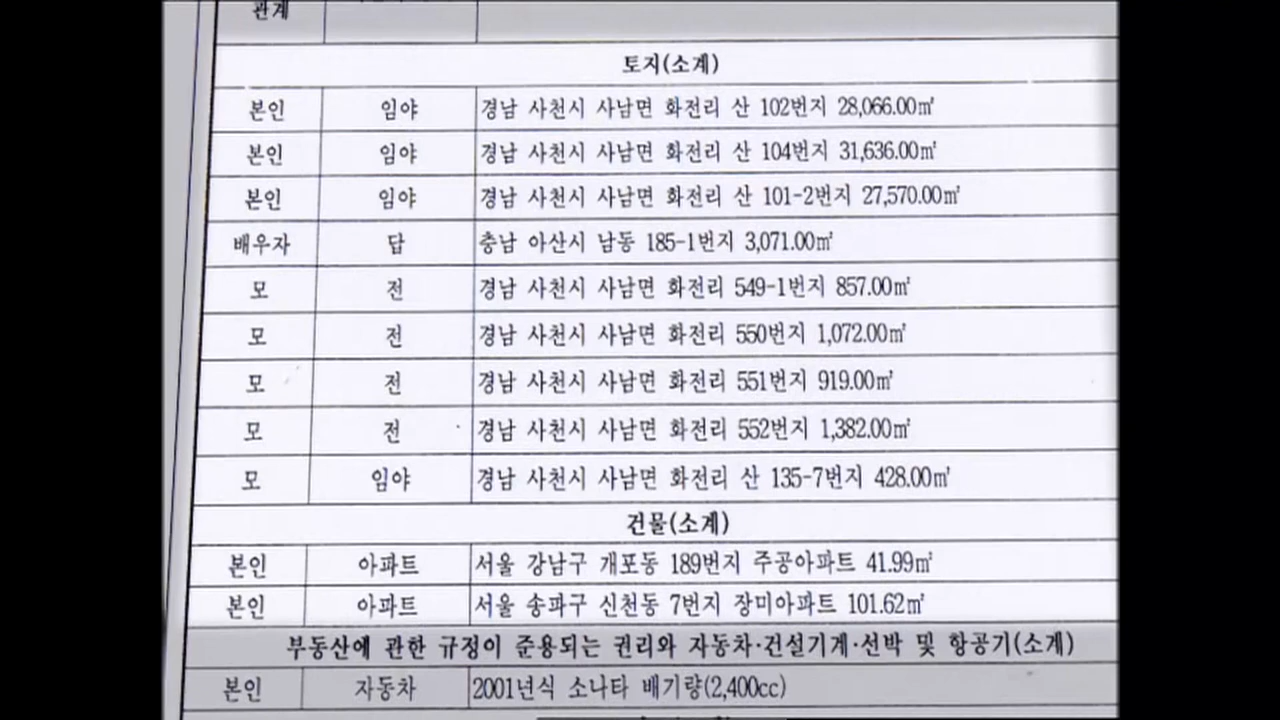 관계
토지(소계)
본인 임야 경남 사천시 사남면 화전리 산 102번지 28,066.00㎡
본인 임야 경남 사천시 사남면 화전리 산 104번지 31,636.00㎡
본인 임야 경남 사천시 사남면 화전리 산 101-2번지 27,570.00㎡
배우자 답 충남 아산시 남동 185-1번지 3,071.00㎡
모 전 경남 사천시 사남면 화전리 549-1번지 857.00㎡
모 전 경남 사천시 사남면 화전리 550번지 1,072.00㎡
모 전 경남 사천시 사남면 화전리 551번지 919.00㎡
모 전 경남 사천시 사남면 화전리 552번지 1,382.00㎡
모 임야 경남 사천시 사남면 화전리 산 135-7번지 428.00㎡
건물(소계)
본인 아파트 서울 강남구 개포동 189번지 주공아파트 41.99㎡
본인 아파트 서울 송파구 신천동 7번지 장미아파트 101.62㎡
부동산에 관한 규정이 준용되는 권리와 자동차·건설기계·선박 및 항공기(소계)
본인 자동차 2001년식 소나타 배기량(2,400cc)